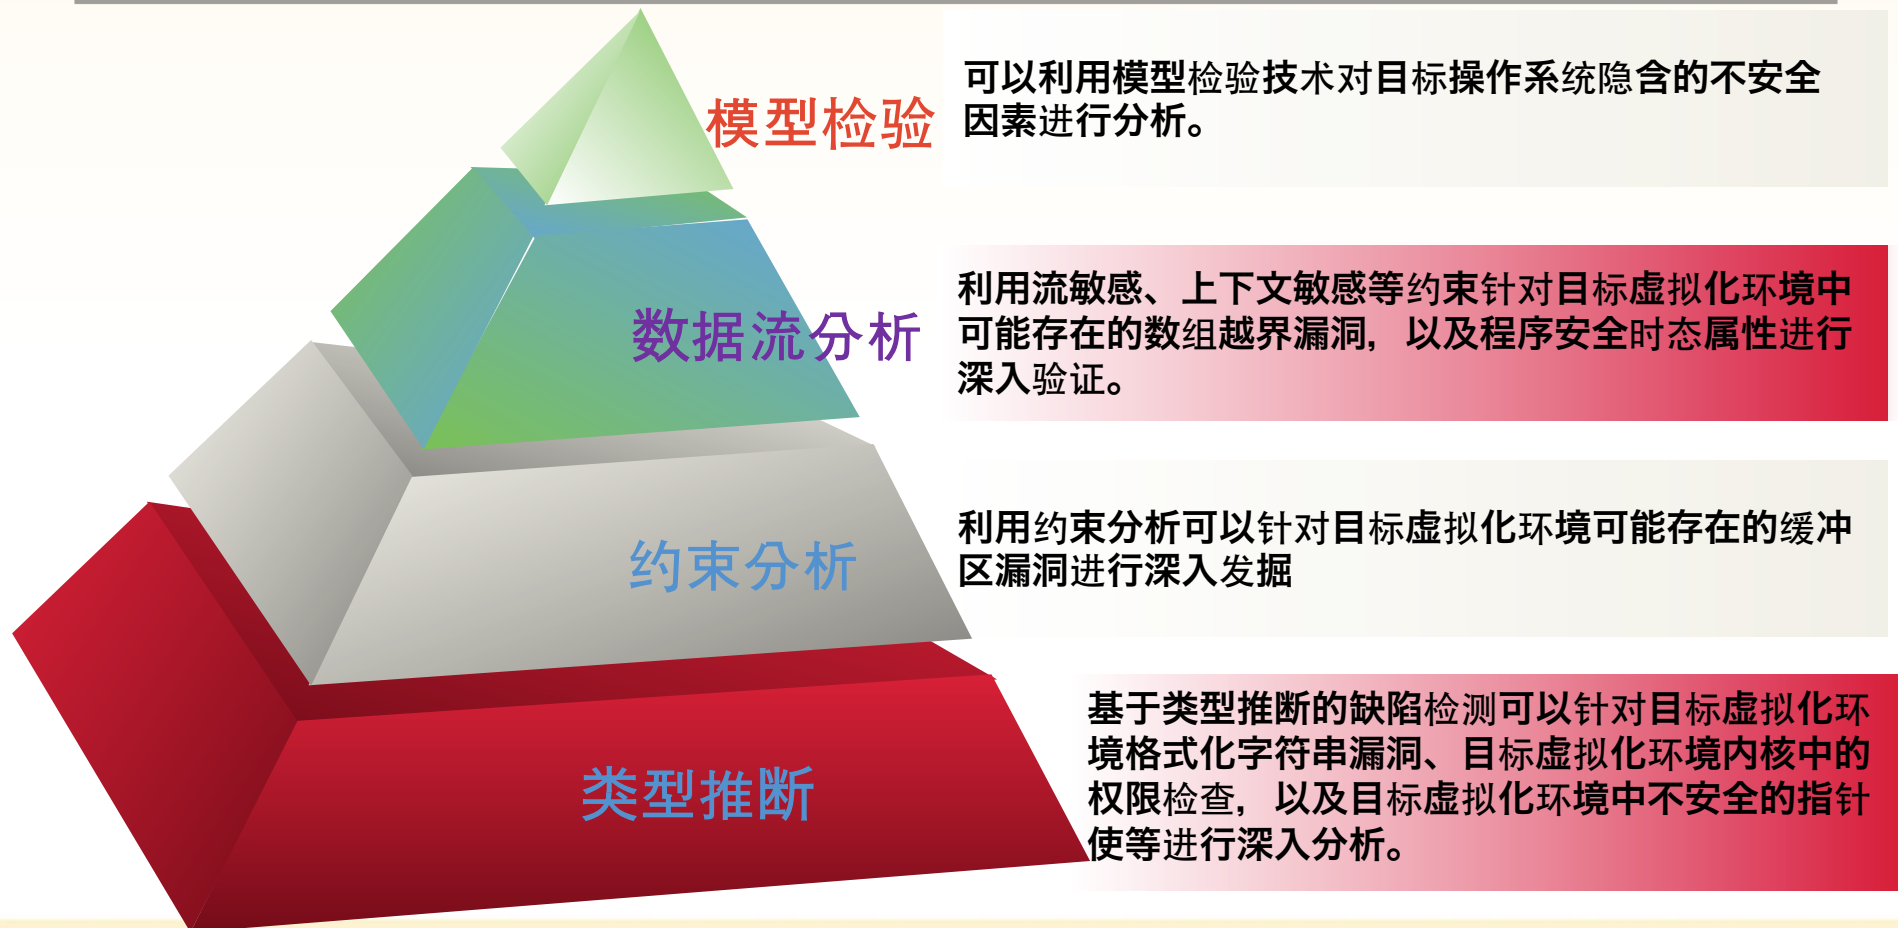 模型检验
可以利用模型检验技术对目标操作系统隐含的不安全
因素进行分析。
数据流分析
利用流敏感、上下文敏感等约束针对目标虚拟化环境中
可能存在的数组越界漏洞，以及程序安全时态属性进行
深入验证。
约束分析
利用约束分析可以针对目标虚拟化环境可能存在的缓冲
区漏洞进行深入发掘
类型推断
基于类型推断的缺陷检测可以针对目标虚拟化环
境格式化字符串漏洞、目标虚拟化环境内核中的
权限检查，以及目标虚拟化环境中不安全的指针
使等进行深入分析。